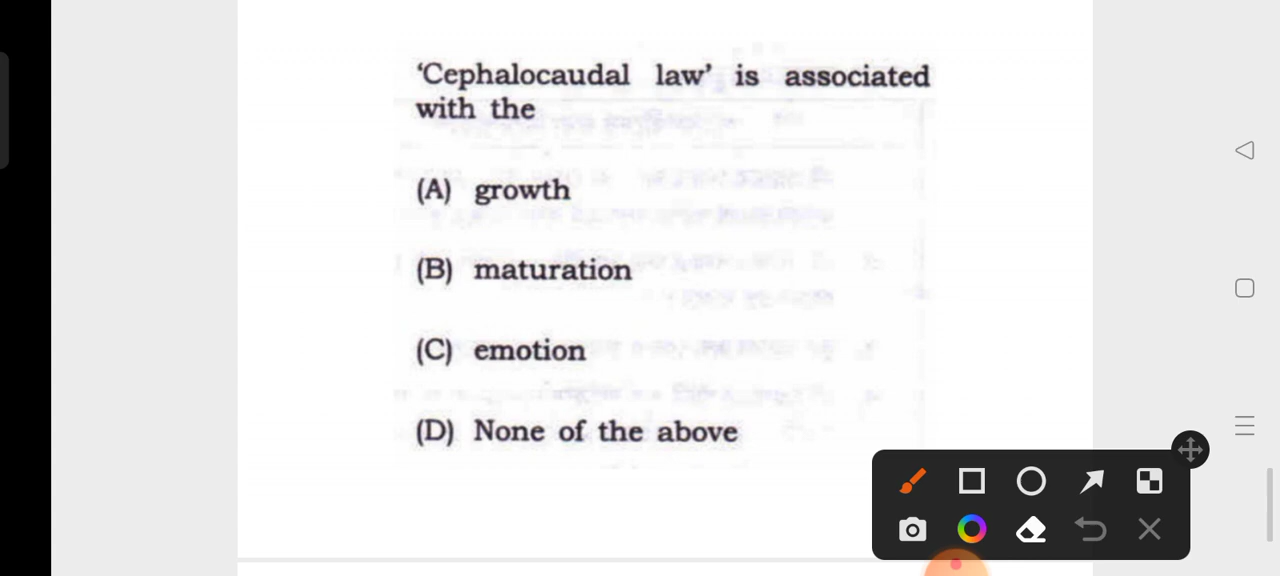 ‘Cephalocaudal law’ is associated
with the
(A) growth
(B) maturation
(C) emotion
(D) None of the above